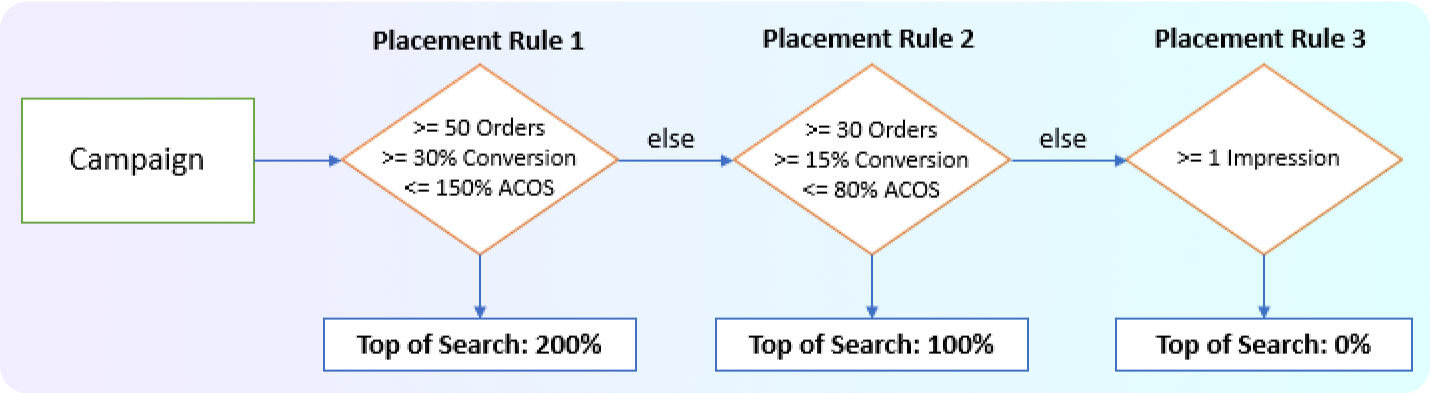 Placement Rule 1
Placement Rule 2
Placement Rule 3
Campaign
>= 50 Orders
>= 30% Conversion
<= 150% ACOS
else
>= 30 Orders
>= 15% Conversion
<= 80% ACOS
else
>= 1 Impression
Top of Search: 200%
Top of Search: 100%
Top of Search: 0%